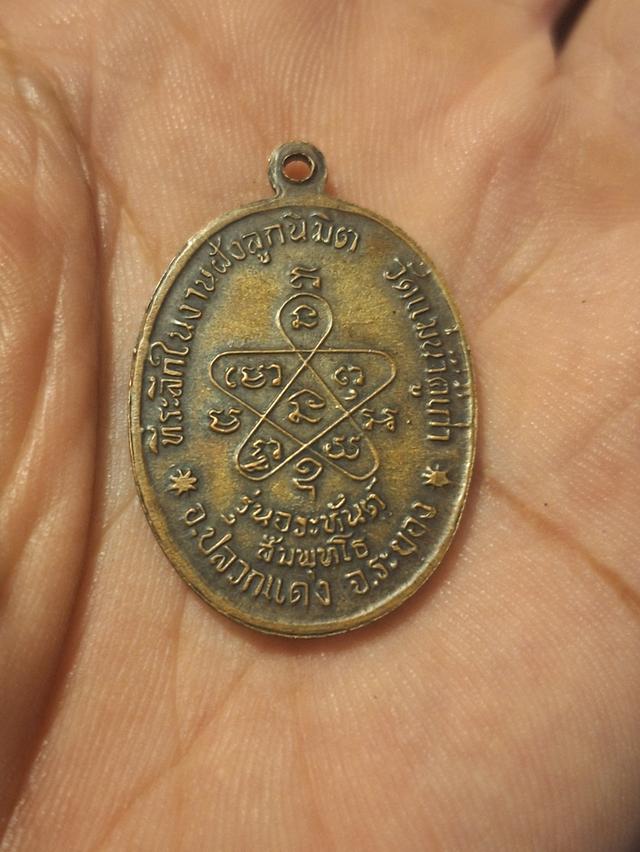 ที่ระลึกในงานฝังลูกนิมิต วัดแม่น้ำคู้เก่า
รุ่นอระหันต์
สัมพุทโธ
อ.ปลวกแดง จ.ระยอง